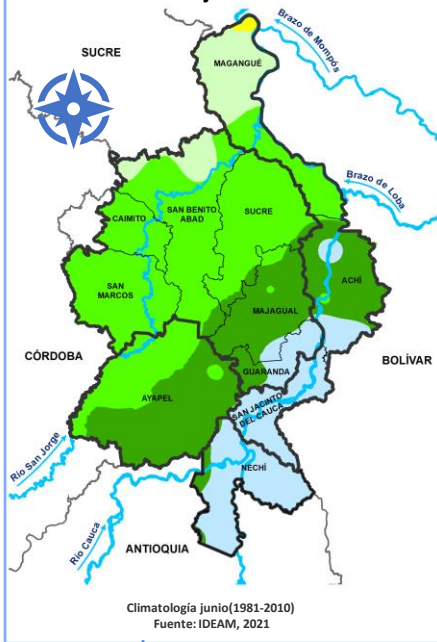 Brazo de
Mompós
SUCRE
MAGANGUÉ
Brazo de
Loba
CAIMITO
SAN BENITO
ABAD
SUCRE
SAN
MARCOS
ACHÍ
MAJAGUAL
CÓRDOBA
BOLÍVAR
GUARANDA
AYAPEL
SAN JACINTO
DEL CAUCA
Río San Jorge
NECHÍ
Río Cauca
ANTIOQUIA
Climatología junio(1981-2010)
Fuente: IDEAM, 2021